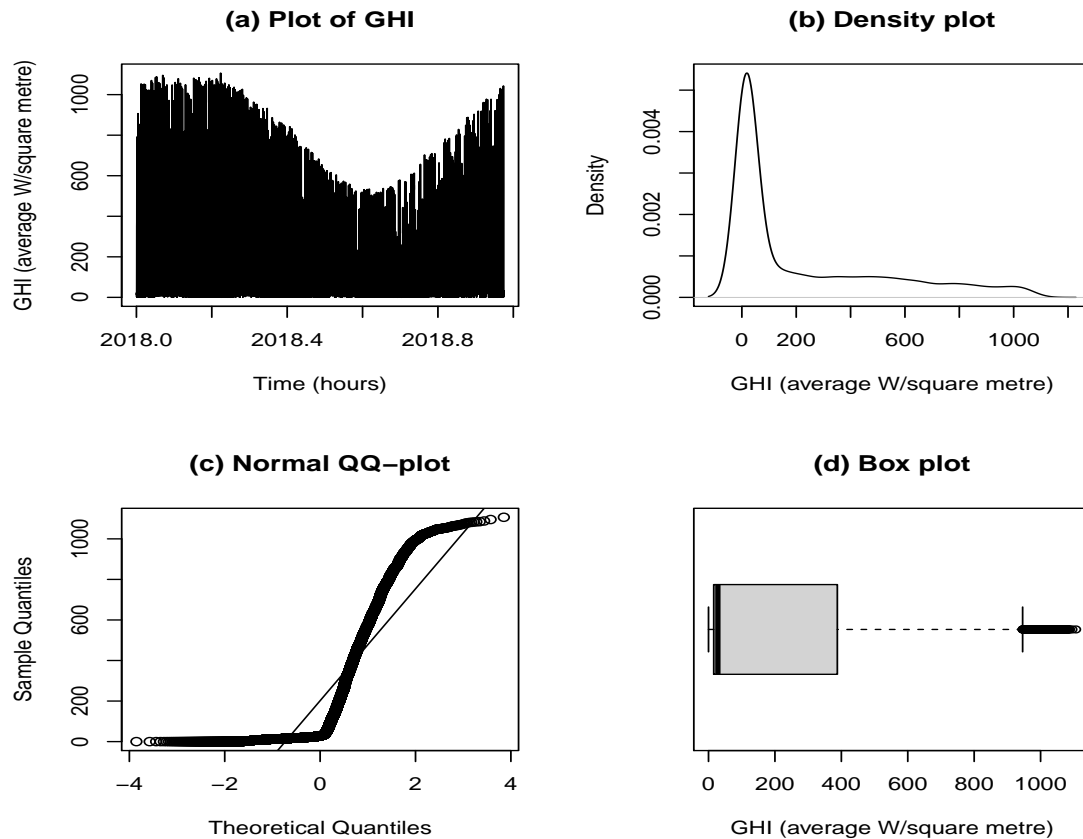 (a) Plot of GHI
GHI (average W/square metre)
1000
600
200
0
2018.0 2018.4 2018.8
Time (hours)
(b) Density plot
Density
0.004
0.002
0.000
0 200 600 1000
GHI (average W/square metre)
(c) Normal QQ−plot
Sample Quantiles
1000
600
200
0
−4 −2 0 2 4
Theoretical Quantiles
(d) Box plot
0 200 400 600 800 1000
GHI (average W/square metre)